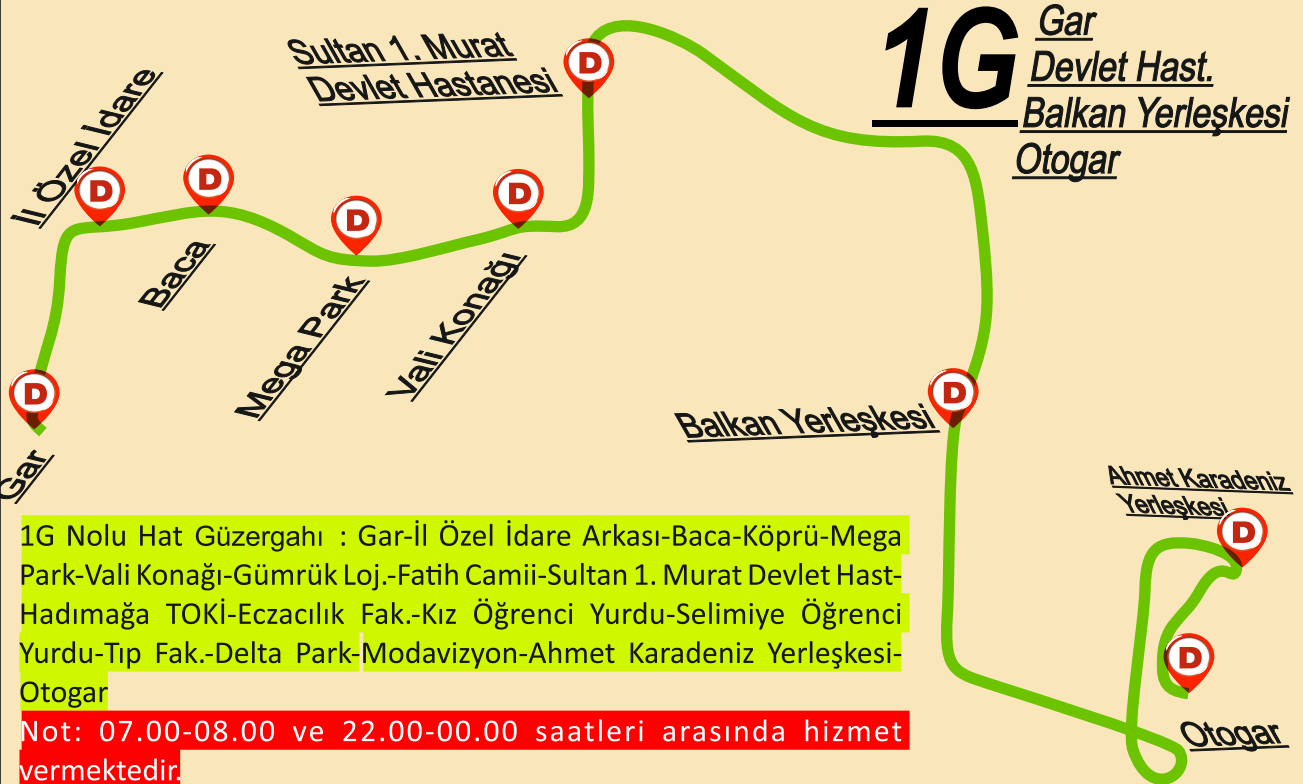 1G
Gar
Devlet Hast.
Balkan Yerleşkesi
Otogar
Sultan 1. Murat
Devlet Hastanesi
D
İl Özel İdare
D
D
Baca
D
Mega Park
D
Vali Konağı
D
Gar
D
Balkan Yerleşkesi
Ahmet Karadeniz
Yerleşkesi
D
D
Otogar
1G Nolu Hat Güzergahı : Gar-İl Özel İdare Arkası-Baca-Köprü-Mega
Park-Vali Konağı-Gümrük Loj.-Fatih Camii-Sultan 1. Murat Devlet Hast-
Hadımağa TOKİ-Eczacılık Fak.-Kız Öğrenci Yurdu-Selimiye Öğrenci
Yurdu-Tıp Fak.-Delta Park-Modavizyon-Ahmet Karadeniz Yerleşkesi-
Otogar
Not: 07.00-08.00 ve 22.00-00.00 saatleri arasında hizmet
vermektedir.